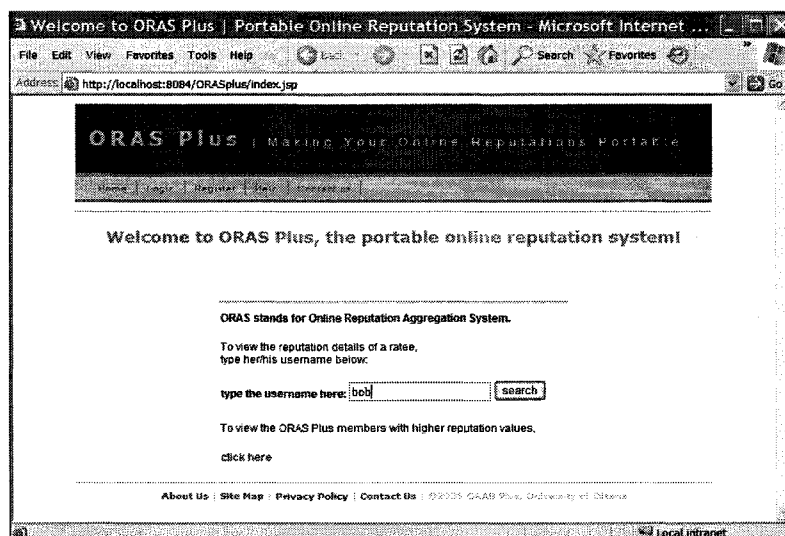 Welcome to ORAS Plus | Portable Online Reputation System - Microsoft Internet ...
File Edit View Favorites Tools Help Back Search Favorites
Address http://localhost:8084/ORASplus/index.jsp Go
ORAS Plus | Making Your Online Reputations Portable
Home | Login | Register | Help | Contact us |
Welcome to ORAS Plus, the portable online reputation system!
ORAS stands for Online Reputation Aggregation System.
To view the reputation details of a ratee,
type her/his username below:
type the username here: bob search
To view the ORAS Plus members with higher reputation values,
click here
About Us | Site Map | Privacy Policy | Contact Us | Plus, University of Ottawa
Local intranet